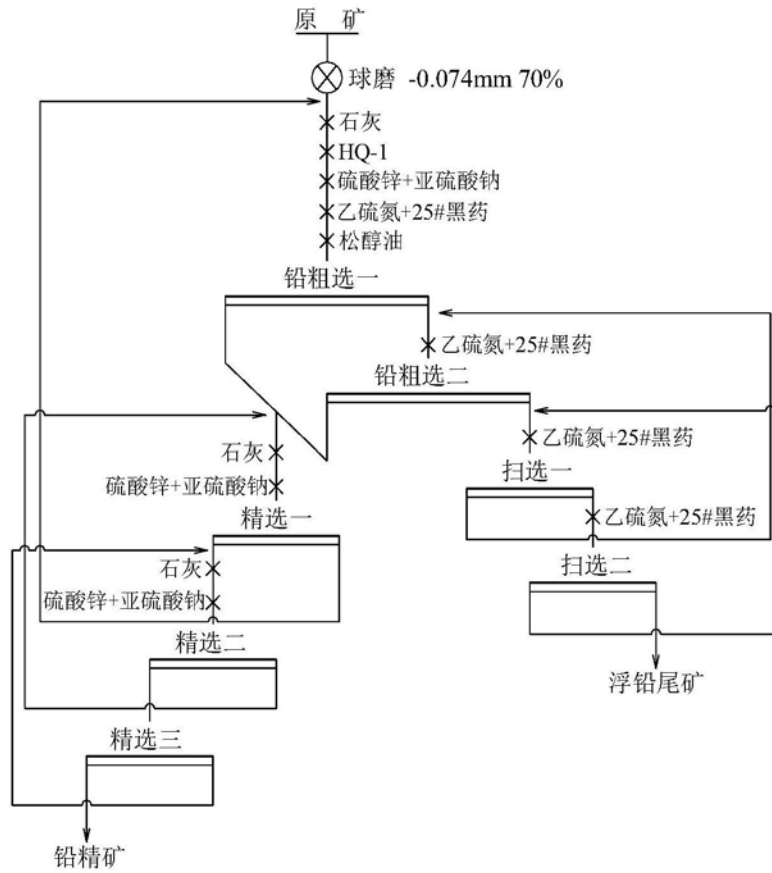 原 矿
球磨 -0.074mm 70%
石灰
HQ-1
硫酸锌+亚硫酸钠
乙硫氮+25#黑药
松醇油
铅粗选一
乙硫氮+25#黑药
铅粗选二
乙硫氮+25#黑药
石灰
扫选一
硫酸锌+亚硫酸钠
乙硫氮+25#黑药
精选一
扫选二
石灰
硫酸锌+亚硫酸钠
精选二
浮铅尾矿
精选三
铅精矿